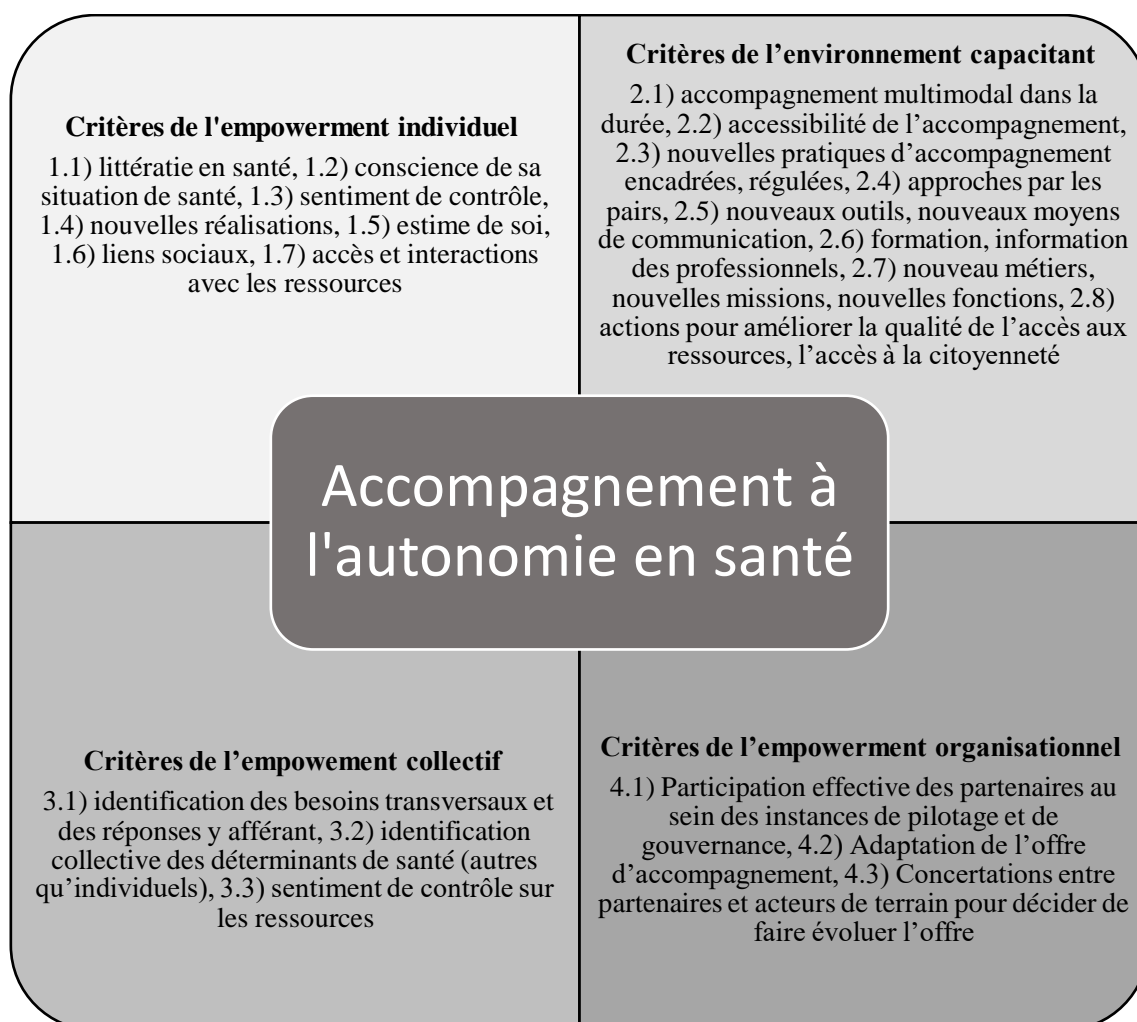 Critères de l'empowerment individuel
1.1) littératie en santé, 1.2) conscience de sa
situation de santé, 1.3) sentiment de contrôle,
1.4) nouvelles réalisations, 1.5) estime de soi,
1.6) liens sociaux, 1.7) accès et interactions
avec les ressources
Critères de l’environnement capacitant
2.1) accompagnement multimodal dans la
durée, 2.2) accessibilité de l’accompagnement,
2.3) nouvelles pratiques d’accompagnement
encadrées, régulées, 2.4) approches par les
pairs, 2.5) nouveaux outils, nouveaux moyens
de communication, 2.6) formation, information
des professionnels, 2.7) nouveau métiers,
nouvelles missions, nouvelles fonctions, 2.8)
actions pour améliorer la qualité de l’accès aux
ressources, l’accès à la citoyenneté
Accompagnement à
l'autonomie en santé
Critères de l’empowement collectif
3.1) identification des besoins transversaux et
des réponses y afférant, 3.2) identification
collective des déterminants de santé (autres
qu’individuels), 3.3) sentiment de contrôle sur
les ressources
Critères de l’empowerment organisationnel
4.1) Participation effective des partenaires au
sein des instances de pilotage et de
gouvernance, 4.2) Adaptation de l’offre
d’accompagnement, 4.3) Concertations entre
partenaires et acteurs de terrain pour décider de
faire évoluer l’offre